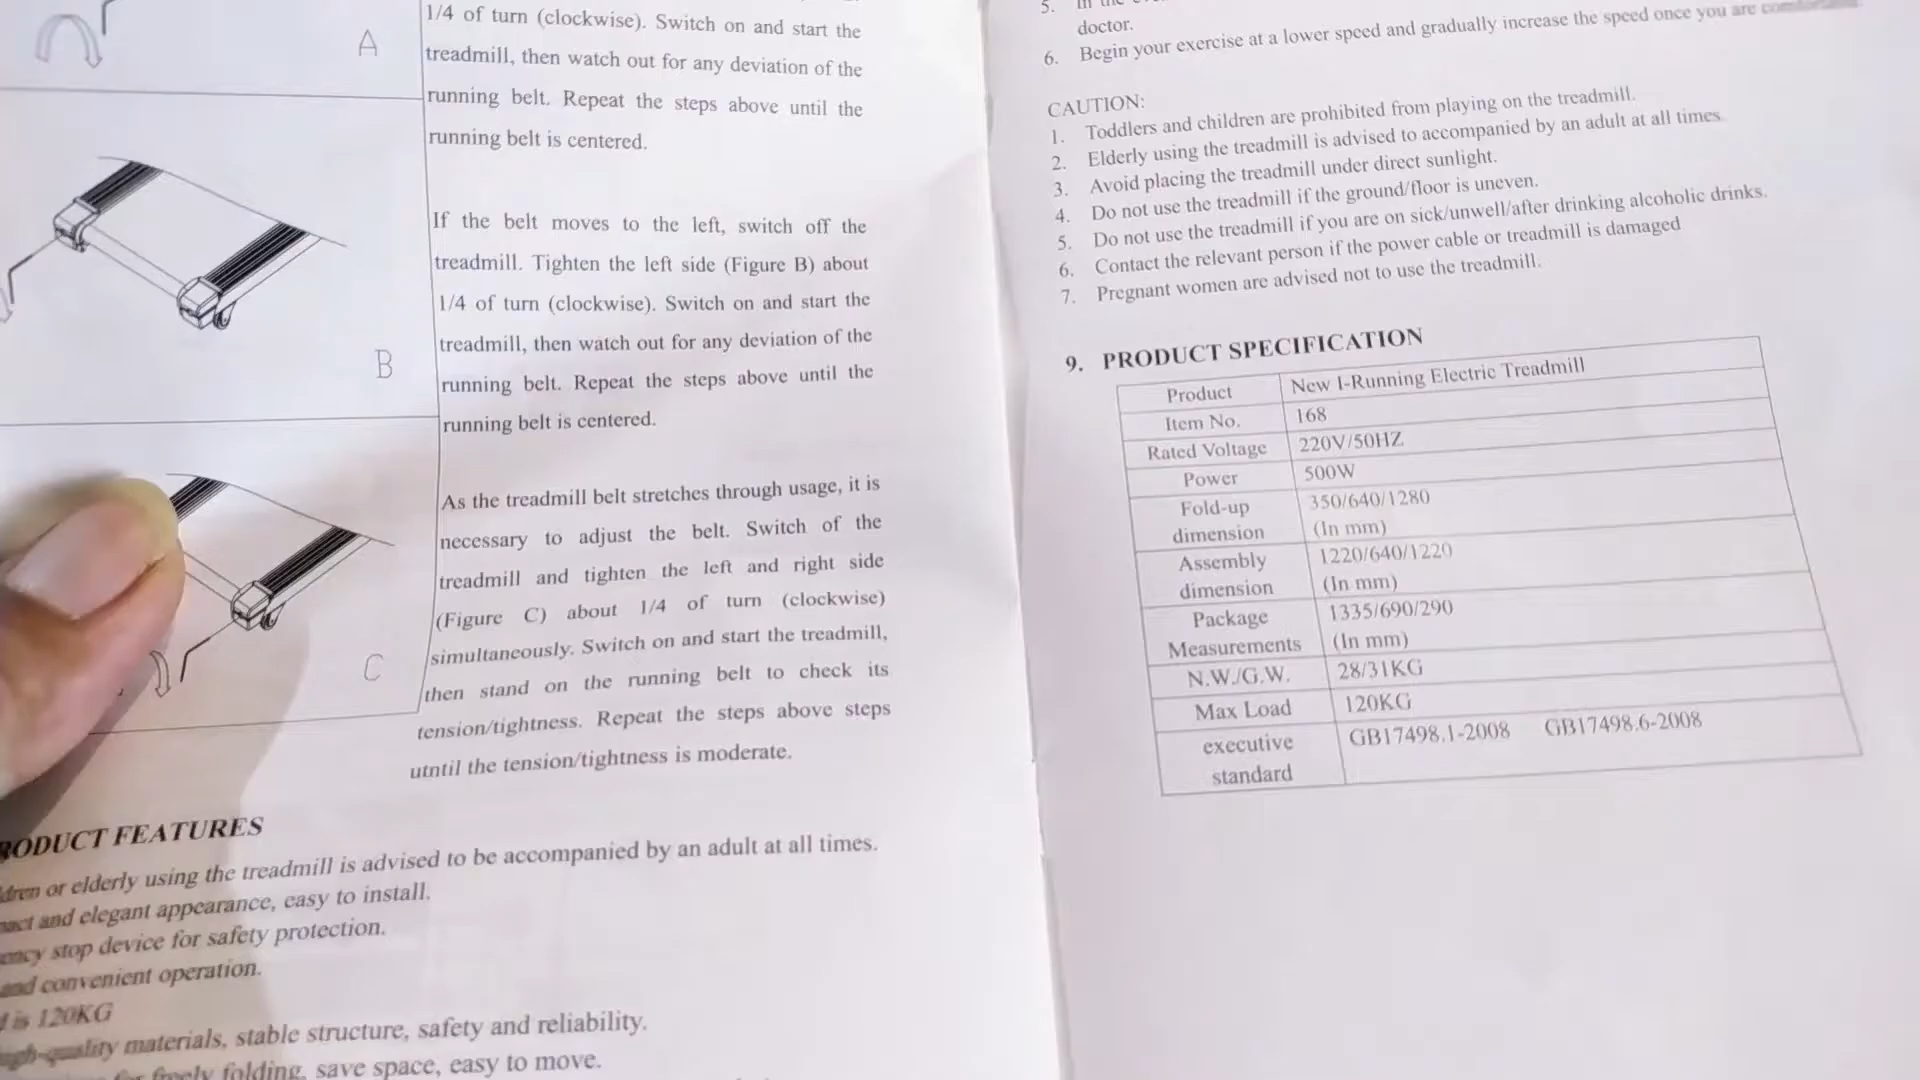 1/4 of turn (clockwise). Switch on and start the
treadmill, then watch out for any deviation of the
running belt. Repeat the steps above until the
running belt is centered.
A
If the belt moves to the left, switch off the
treadmill. Tighten the left side (Figure B) about
1/4 of turn (clockwise). Switch on and start the
treadmill, then watch out for any deviation of the
running belt. Repeat the steps above until the
running belt is centered.
B
As the treadmill belt stretches through usage, it is
necessary to adjust the belt. Switch of the
treadmill and tighten the left and right side
(Figure C) about 1/4 of turn (clockwise)
simultaneously. Switch on and start the treadmill,
then stand on the running belt to check its
tension/tightness. Repeat the steps above steps
utntil the tension/tightness is moderate.
C
FEATURES
or elderly using the treadmill is advised to be accompanied by an adult at all times.
and elegant appearance, easy to install.
stop device for safety protection.
and convenient operation.
is 120KG
materials, stable structure, safety and reliability.
freely folding, save space, easy to move.
5.
doctor.
6. Begin your exercise at a lower speed and gradually increase the speed once you are
CAUTION:
1. Toddlers and children are prohibited from playing on the treadmill.
2. Elderly using the treadmill is advised to accompanied by an adult at all times.
3. Avoid placing the treadmill under direct sunlight.
4. Do not use the treadmill if the ground/floor is uneven.
5. Do not use the treadmill if you are on sick/unwell/after drinking alcoholic drinks.
6. Contact the relevant person if the power cable or treadmill is damaged
7. Pregnant women are advised not to use the treadmill.
9. PRODUCT SPECIFICATION
Product New I-Running Electric Treadmill
Item No. 168
Rated Voltage 220V/50HZ
Power 500W
Fold-up dimension 350/640/1280 (In mm)
Assembly dimension 1220/640/1220 (In mm)
Package Measurements 1335/690/290 (In mm)
N.W./G.W. 28/31KG
Max Load 120KG
executive standard GB17498.1-2008 GB17498.6-2008